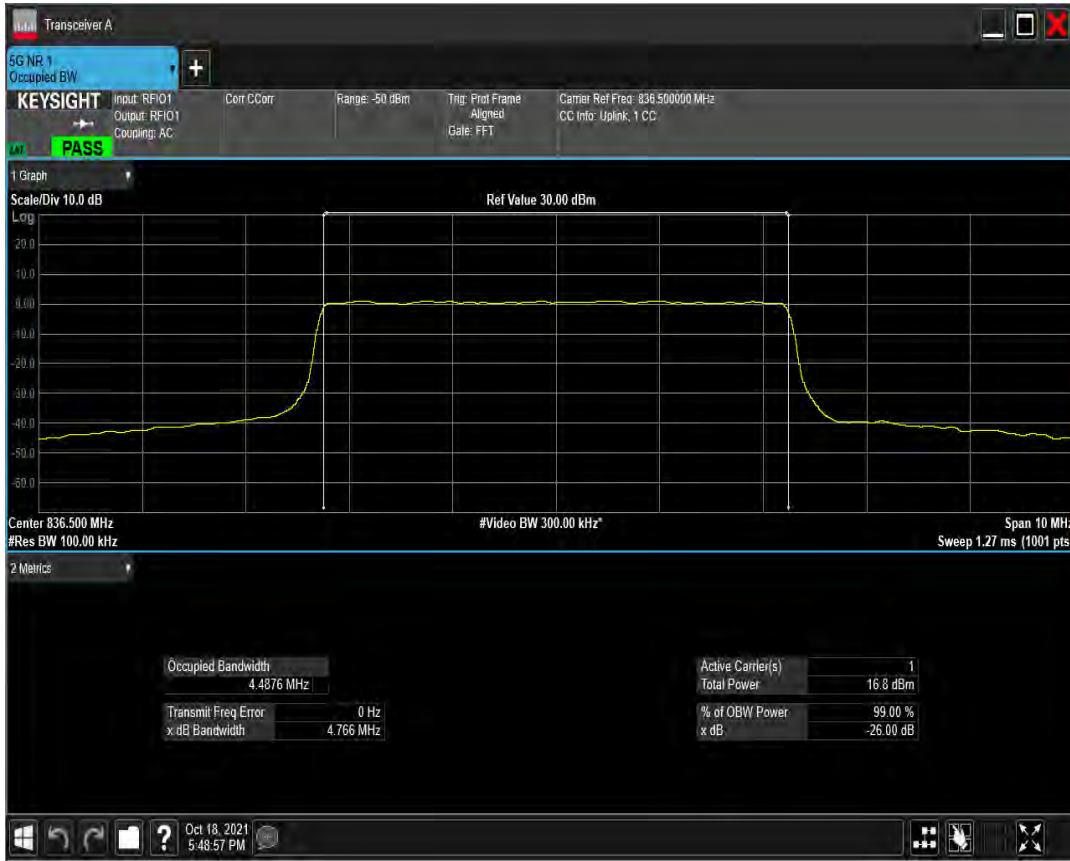 Transceiver A
5G NR 1
Occupied BW
+
KEYSIGHT
Input: RFIO1
Output: RFIO1
Coupling: AC
Corr CCorr
Range: -50 dBm
Trig: Prot Frame
Aligned
Gate: FFT
Carrier Ref Freq: 836.500000 MHz
CC Info: Uplink, 1 CC
PASS
1 Graph
Scale/Div 10.0 dB
Ref Value 30.00 dBm
Log
20.0
10.0
0.00
-10.0
-20.0
-30.0
-40.0
-50.0
-60.0
Center 836.500 MHz
#Video BW 300.00 kHz*
Span 10 MHz
#Res BW 100.00 kHz
Sweep 1.27 ms (1001 pts
2 Metrics
Occupied Bandwidth
4.4876 MHz
Transmit Freq Error 0 Hz
x dB Bandwidth 4.766 MHz
Active Carrier(s) 1
Total Power 16.8 dBm
% of OBW Power 99.00 %
x dB -26.00 dB
?
Oct 18, 2021
5:48:57 PM